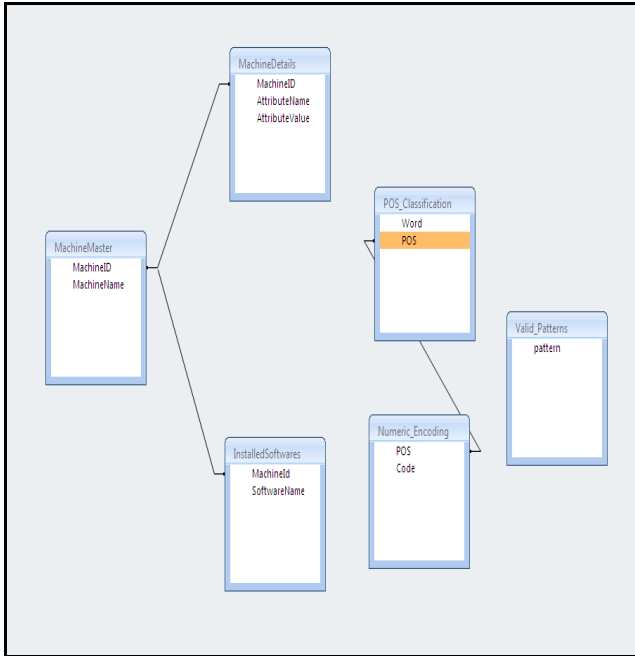 MachineDetails
MachineID
AttributeName
AttributeValue
POS_Classification
Word
POS
MachineMaster
MachineID
MachineName
Valid_Patterns
pattern
Numeric_Encoding
POS
Code
InstalledSoftwares
MachineId
SoftwareName